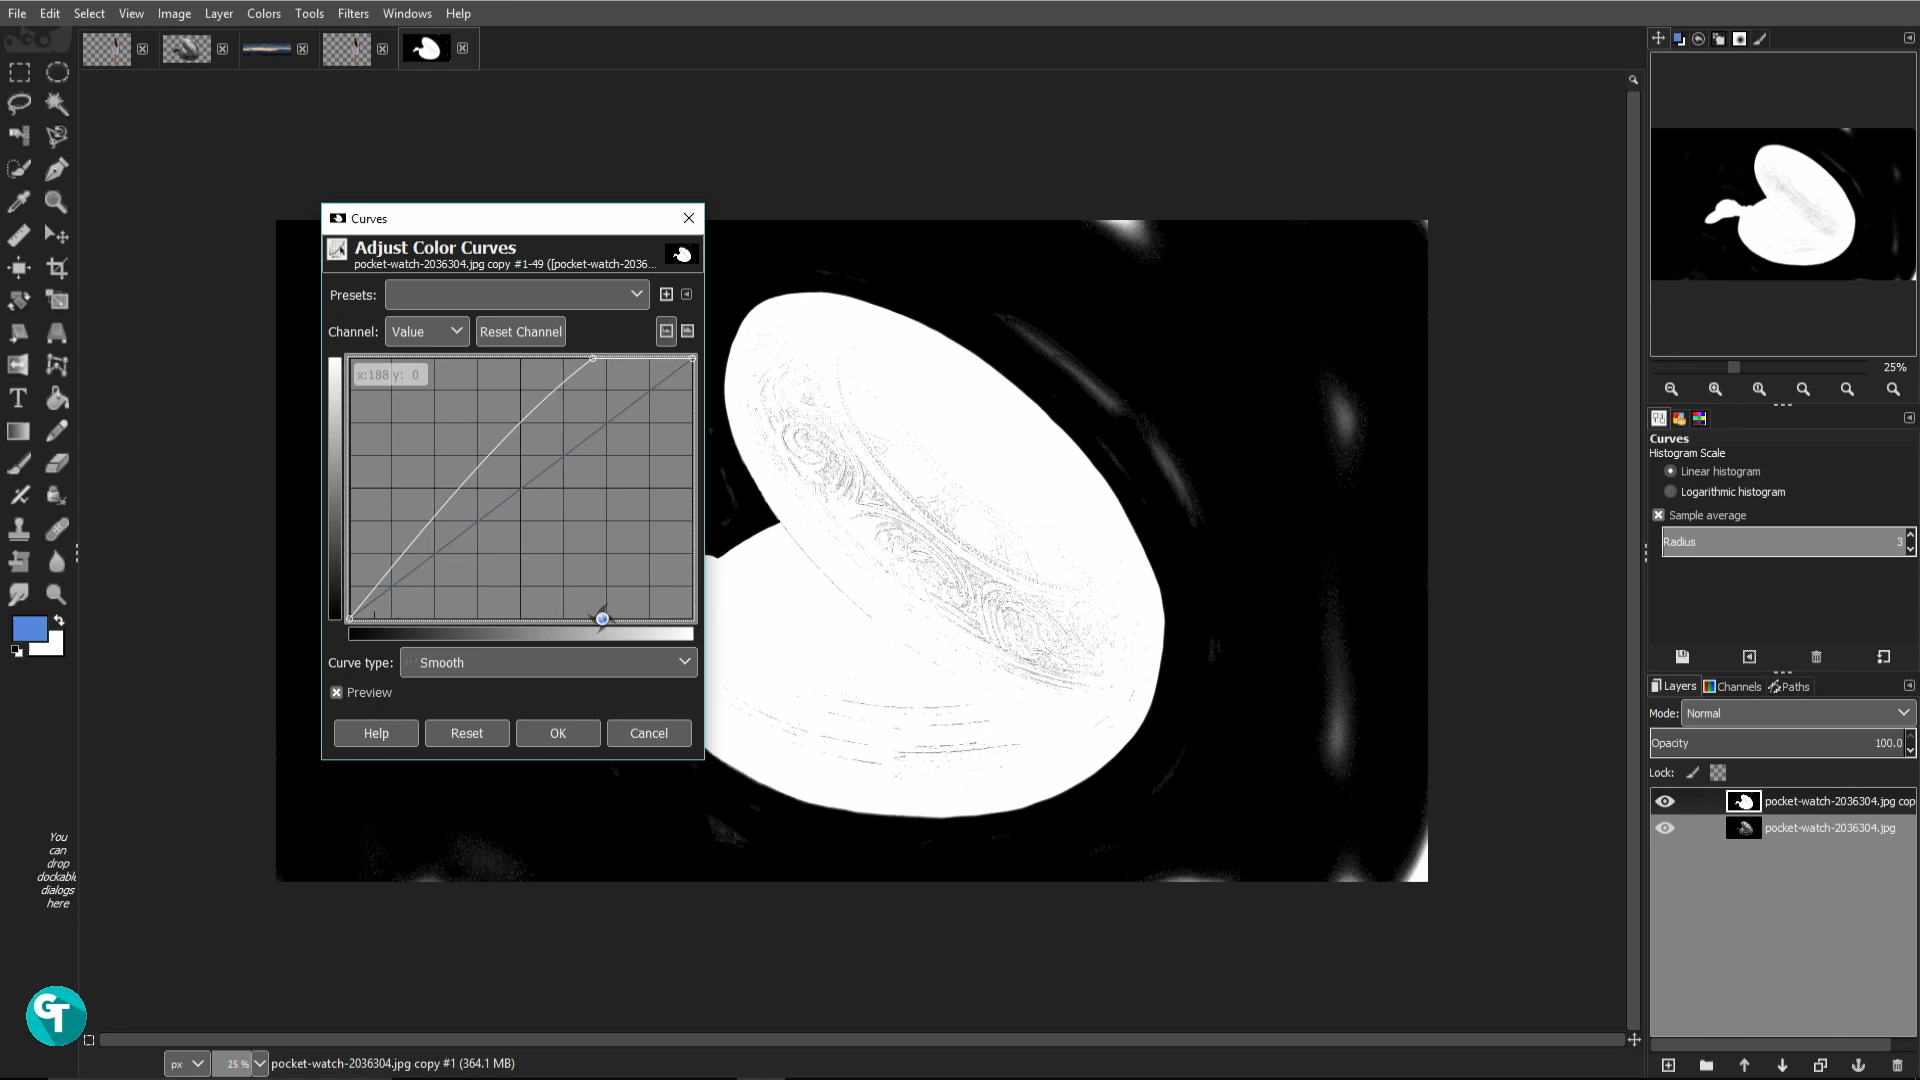 File Edit Select View Image Layer Colors Tools Filters Windows Help
Curves
Adjust Color Curves
pocket-watch-2036304.jpg copy #1-49 ([pocket-watch-2036...
Presets:
Channel: Value Reset Channel
x:188 y: 0
Curve type: Smooth
Preview
Help Reset OK Cancel
25%
Curves
Histogram Scale
Linear histogram
Logarithmic histogram
Sample average
Radius 3
Layers Channels Paths
Mode: Normal
Opacity 100.0
Lock:
pocket-watch-2036304.jpg cop
pocket-watch-2036304.jpg
You
can
drop
dockable
dialogs
here
GT
px 25 % pocket-watch-2036304.jpg copy #1 (364.1 MB)